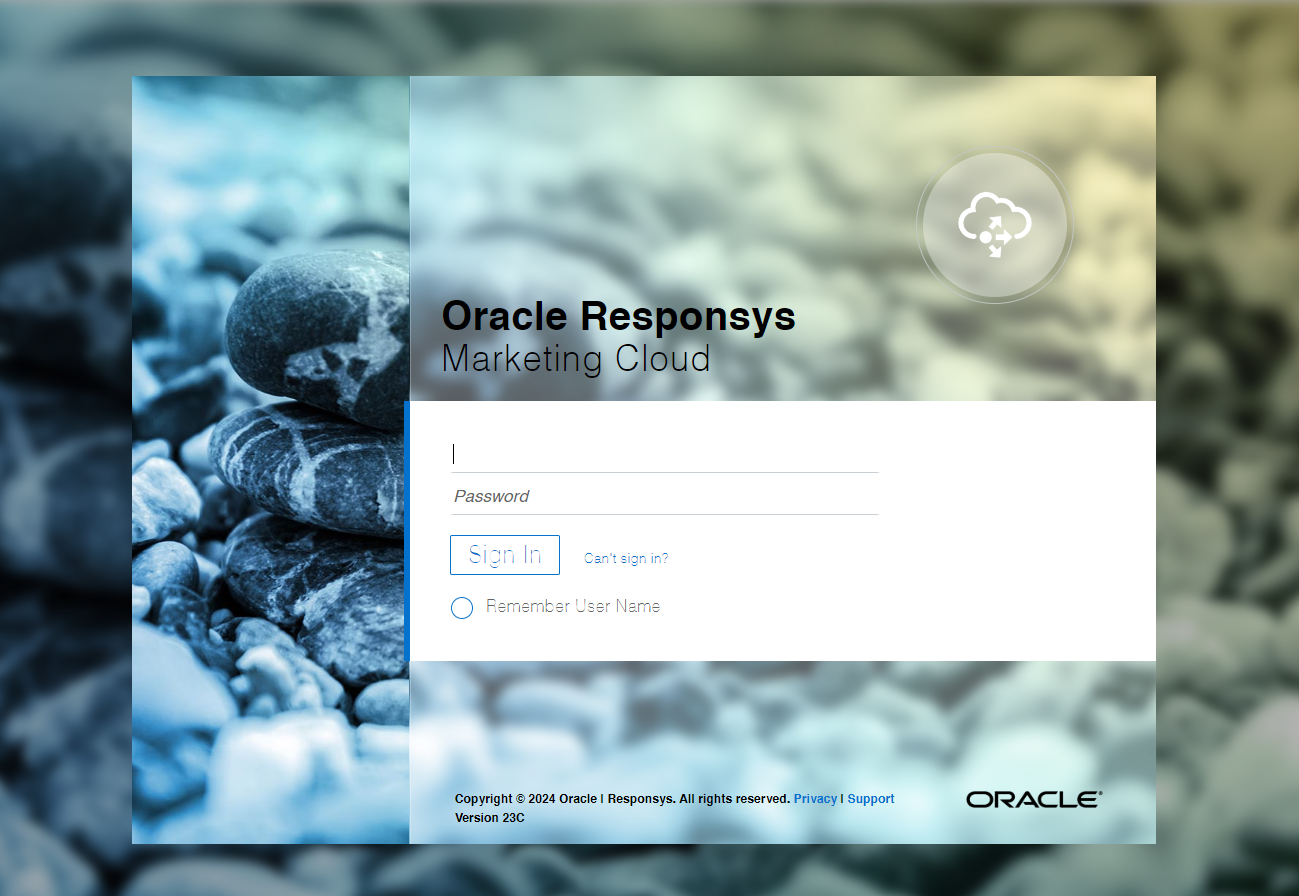 Oracle Responsys
Marketing Cloud
Password
Sign In
Can't sign in?
Remember User Name
Copyright © 2024 Oracle | Responsys. All rights reserved. Privacy | Support
Version 23C
ORACLE®